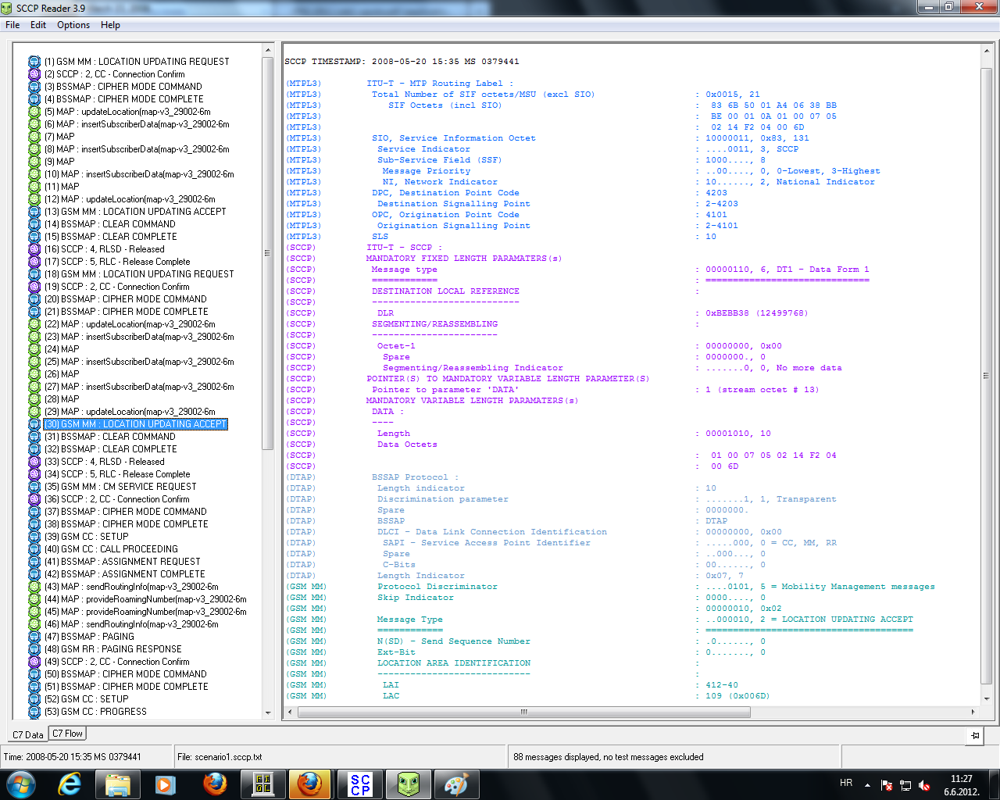 SCCP Reader 3.9
File Edit Options Help
(1) GSM MM : LOCATION UPDATING REQUEST
(2) SCCP : 2, CC - Connection Confirm
(3) BSSMAP : CIPHER MODE COMMAND
(4) BSSMAP : CIPHER MODE COMPLETE
(5) MAP : updateLocation(map-v3_29002-6m
(6) MAP : insertSubscriberData(map-v3_29002-6m
(7) MAP
(8) MAP : insertSubscriberData(map-v3_29002-6m
(9) MAP
(10) MAP : insertSubscriberData(map-v3_29002-6m
(11) MAP
(12) MAP : updateLocation(map-v3_29002-6m
(13) GSM MM : LOCATION UPDATING ACCEPT
(14) BSSMAP : CLEAR COMMAND
(15) BSSMAP : CLEAR COMPLETE
(16) SCCP : 4, RLSD - Released
(17) SCCP : 5, RLC - Release Complete
(18) GSM MM : LOCATION UPDATING REQUEST
(19) SCCP : 2, CC - Connection Confirm
(20) BSSMAP : CIPHER MODE COMMAND
(21) BSSMAP : CIPHER MODE COMPLETE
(22) MAP : updateLocation(map-v3_29002-6m
(23) MAP : insertSubscriberData(map-v3_29002-6m
(24) MAP
(25) MAP : insertSubscriberData(map-v3_29002-6m
(26) MAP
(27) MAP : insertSubscriberData(map-v3_29002-6m
(28) MAP
(29) MAP : updateLocation(map-v3_29002-6m
(30) GSM MM : LOCATION UPDATING ACCEPT
(31) BSSMAP : CLEAR COMMAND
(32) BSSMAP : CLEAR COMPLETE
(33) SCCP : 4, RLSD - Released
(34) SCCP : 5, RLC - Release Complete
(35) GSM MM : CM SERVICE REQUEST
(36) SCCP : 2, CC - Connection Confirm
(37) BSSMAP : CIPHER MODE COMMAND
(38) BSSMAP : CIPHER MODE COMPLETE
(39) GSM CC : SETUP
(40) GSM CC : CALL PROCEEDING
(41) BSSMAP : ASSIGNMENT REQUEST
(42) BSSMAP : ASSIGNMENT COMPLETE
(43) MAP : sendRoutingInfo(map-v3_29002-6m
(44) MAP : provideRoamingNumber(map-v3_29002-6m
(45) MAP : provideRoamingNumber(map-v3_29002-6m
(46) MAP : sendRoutingInfo(map-v3_29002-6m
(47) BSSMAP : PAGING
(48) GSM RR : PAGING RESPONSE
(49) SCCP : 2, CC - Connection Confirm
(50) BSSMAP : CIPHER MODE COMMAND
(51) BSSMAP : CIPHER MODE COMPLETE
(52) GSM CC : SETUP
(53) GSM CC : PROGRESS
SCCP TIMESTAMP: 2008-05-20 15:35 MS 0379441
(MTPL3) ITU-T - MTP Routing Label :
(MTPL3) Total Number of SIF octets/MSU (excl SIO) : 0x0015, 21
(MTPL3) SIF Octets (incl SIO) : 83 6B 50 01 A4 06 38 BB
(MTPL3) : BE 00 01 0A 01 00 07 05
(MTPL3) : 02 14 F2 04 00 6D
(MTPL3) SIO, Service Information Octet : 10000011, 0x83, 131
(MTPL3) Service Indicator : ....0011, 3, SCCP
(MTPL3) Sub-Service Field (SSF) : 1000...., 8
(MTPL3) Message Priority : ..00...., 0, 0-Lowest, 3-Highest
(MTPL3) NI, Network Indicator : 10......, 2, National Indicator
(MTPL3) DPC, Destination Point Code : 4203
(MTPL3) Destination Signalling Point : 2-4203
(MTPL3) OPC, Origination Point Code : 4101
(MTPL3) Origination Signalling Point : 2-4101
(MTPL3) SLS : 10
(SCCP) ITU-T - SCCP :
(SCCP) MANDATORY FIXED LENGTH PARAMATERS(s)
(SCCP) Message type : 00000110, 6, DT1 - Data Form 1
(SCCP) ============ : ==============================
(SCCP) DESTINATION LOCAL REFERENCE :
(SCCP) ---------------------------
(SCCP) DLR : 0xBEBB38 (12499768)
(SCCP) SEGMENTING/REASSEMBLING :
(SCCP) -----------------------
(SCCP) Octet-1 : 00000000, 0x00
(SCCP) Spare : 0000000., 0
(SCCP) Segmenting/Reassembling Indicator : .......0, 0, No more data
(SCCP) POINTER(S) TO MANDATORY VARIABLE LENGTH PARAMETER(S)
(SCCP) Pointer to parameter 'DATA' : 1 (stream octet # 13)
(SCCP) MANDATORY VARIABLE LENGTH PARAMATERS(s)
(SCCP) DATA :
(SCCP) ----
(SCCP) Length : 00001010, 10
(SCCP) Data Octets
(SCCP) : 01 00 07 05 02 14 F2 04
(SCCP) : 00 6D
(DTAP) BSSAP Protocol :
(DTAP) Length indicator : 10
(DTAP) Discrimination parameter : .......1, 1, Transparent
(DTAP) Spare : 0000000.
(DTAP) BSSAP : DTAP
(DTAP) DLCI - Data Link Connection Identification : 00000000, 0x00
(DTAP) SAPI - Service Access Point Identifier : .....000, 0 = CC, MM, RR
(DTAP) Spare : ..000..., 0
(DTAP) C-Bits : 00......, 0
(DTAP) Length Indicator : 0x07, 7
(GSM MM) Protocol Discriminator : ....0101, 5 = Mobility Management messages
(GSM MM) Skip Indicator : 0000...., 0
(GSM MM) : 00000010, 0x02
(GSM MM) Message Type : ..000010, 2 = LOCATION UPDATING ACCEPT
(GSM MM) ============ : ======================================
(GSM MM) N(SD) - Send Sequence Number : .0......, 0
(GSM MM) Ext-Bit : 0......., 0
(GSM MM) LOCATION AREA IDENTIFICATION :
(GSM MM) ---------------------------- :
(GSM MM) LAI : 412-40
(GSM MM) LAC : 109 (0x006D)
C7 Data C7 Flow
Time: 2008-05-20 15:35 MS 0379441 File: scenario1.sccp.txt 88 messages displayed, no test messages excluded
SC
CP
HR
11:27
6.6.2012.